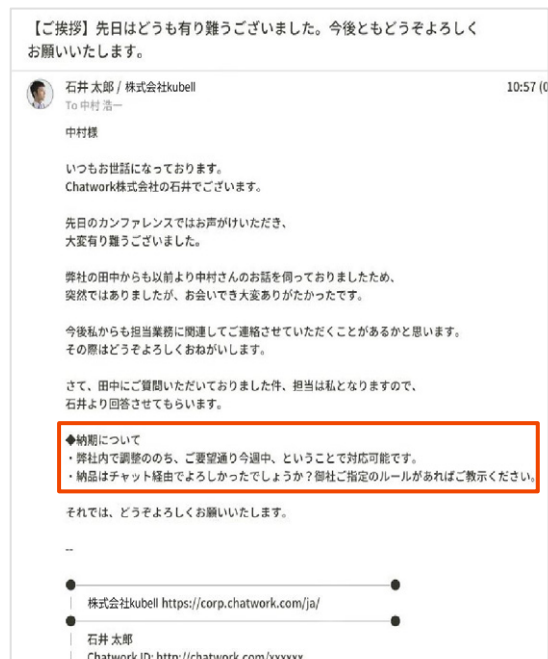 【ご挨拶】先日はどうも有り難うございました。今後ともどうぞよろしく
お願いいたします。
石井 太郎 / 株式会社kubell
10:57
To 中村 浩一
中村様
いつもお世話になっております。
Chatwork株式会社の石井でございます。
先日のカンファレンスではお声がけいただき、
大変有り難うございました。
弊社の田中からも以前より中村さんのお話を伺っておりましたため、
突然ではありましたが、お会いでき大変ありがたかったです。
今後私からも担当業務に関連してご連絡させていただくことがあるかと思います。
その際はどうぞよろしくおねがいします。
さて、田中にご質問いただいておりました件、担当は私となりますので、
石井より回答させてもらいます。
◆納期について
・弊社内で調整ののち、ご要望通り今週中、ということで対応可能です。
・納品はチャット経由でよろしかったでしょうか？御社ご指定のルールがあればご教示ください。
それでは、どうぞよろしくお願いいたします。
--
株式会社kubell https://corp.chatwork.com/ja/
石井 太郎
Chatwork ID: http://chatwork.com/xxxxxx